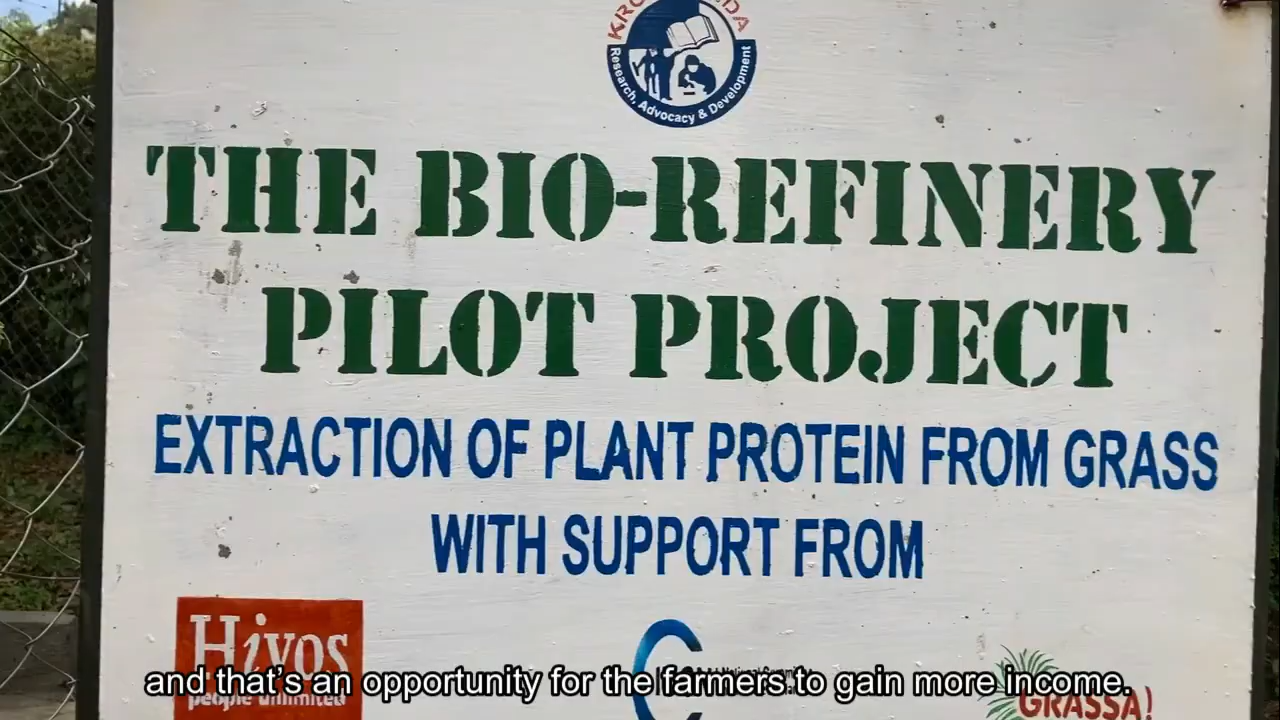 Research, Advocacy & Development
THE BIO-REFINERY
PILOT PROJECT
EXTRACTION OF PLANT PROTEIN FROM GRASS
WITH SUPPORT FROM
Hivos
people unlimited
GRASSA!
and that's an opportunity for the farmers to gain more income.